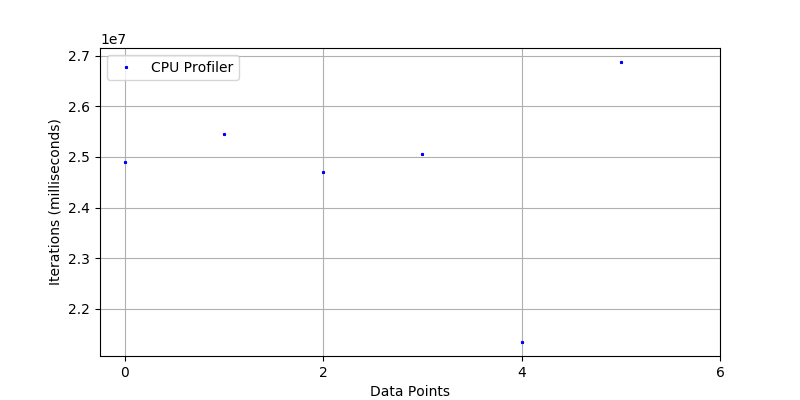 1e7
CPU Profiler
2.7
2.6
2.5
2.4
2.3
2.2
Iterations (milliseconds)
0 2 4 6
Data Points